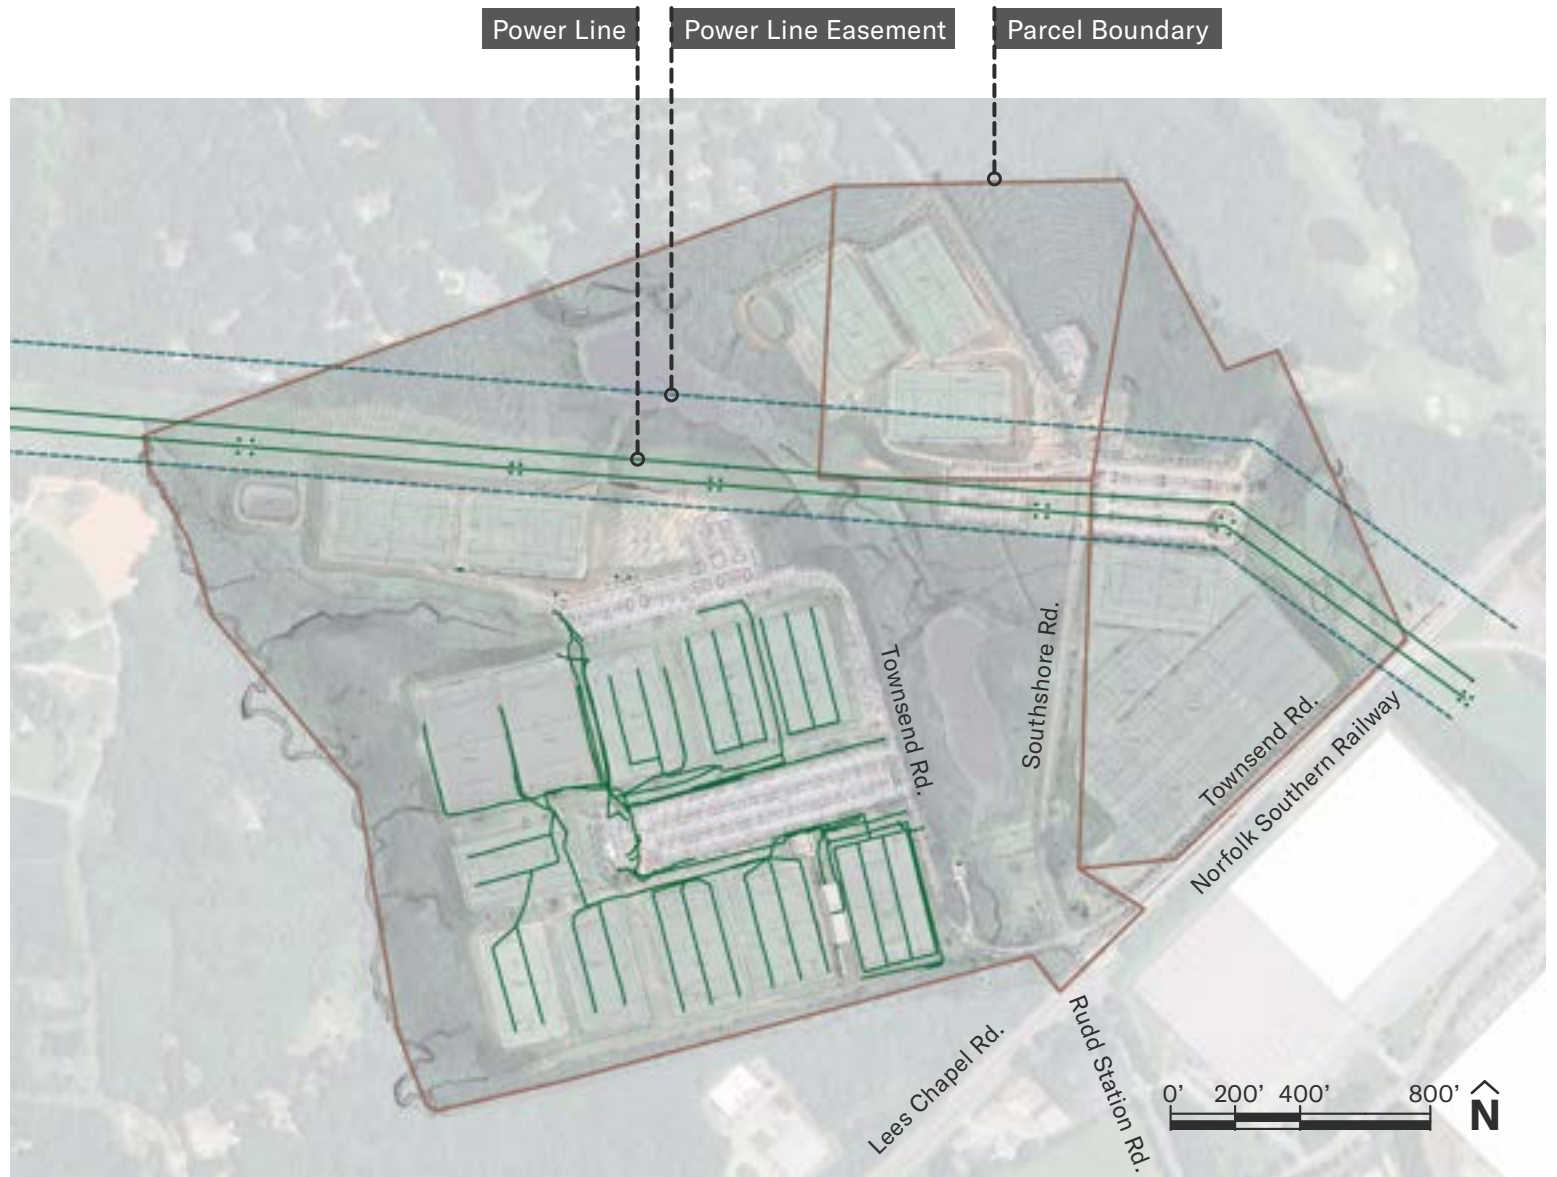 Power Line
Power Line Easement
Parcel Boundary
Townsend Rd.
Southshore Rd.
Townsend Rd.
Norfolk Southern Railway
Lees Chapel Rd.
Rudd Station Rd.
0' 200' 400' 800'
N